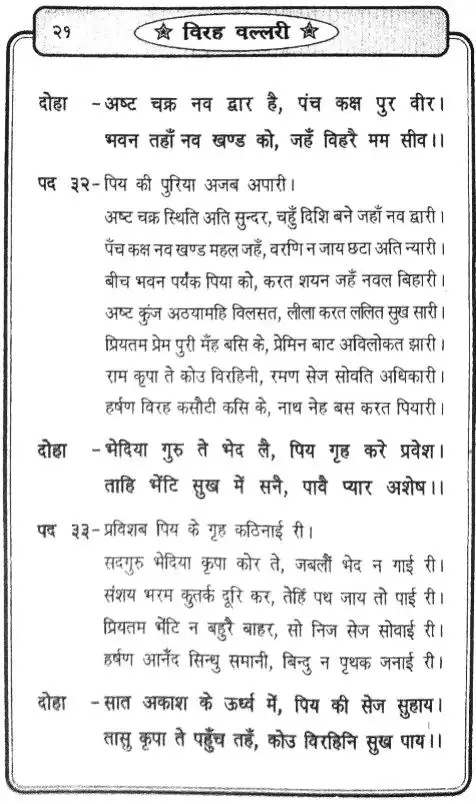 २१ ☆ विरह वल्लरी ☆
दोहा -अष्ट चक्र नव द्वार है, पंच कक्ष पुर वीर।
भवन तहाँ नव खण्ड को, जहँ विहरै मम सीव।।
पद ३२-पिय की पुरिया अजब अपारी।
अष्ट चक्र स्थिति अति सुन्दर, चहुँ दिशि बने जहाँ नव द्वारी।
पँच कक्ष नव खण्ड महल जहँ, वरणि न जाय छटा अति न्यारी।
बीच भवन पर्यंक पिया को, करत शयन जहँ नवल बिहारी।
अष्ट कुंज अठयामहि विलसत, लीला करत ललित सुख सारी।
प्रियतम प्रेम पुरी मँह बसि के, प्रेमिन बाट अविलोकत झारी।
राम कृपा ते कोउ विरहिनी, रमण सेज सोवति अधिकारी।
हर्षण विरह कसौटी कसि के, नाथ नेह बस करत पियारी।
दोहा -भेदिया गुरु ते भेद लै, पिय गृह करे प्रवेश।
ताहि भेंटि सुख में सनै, पावै प्यार अशेष।।
पद ३३-प्रविशब पिय के गृह कठिनाई री।
सदगुरु भेदिया कृपा कोर ते, जबलौं भेद न गाई री।
संशय भरम कुतर्क दूरि कर, तेहिं पथ जाय तो पाई री।
प्रियतम भेंटि न बहुरै बाहर, सो निज सेज सोवाई री।
हर्षण आनँद सिन्धु समानी, बिन्दु न पृथक जनाई री।
दोहा -सात अकाश के ऊर्ध्व में, पिय की सेज सुहाय।
तासु कृपा ते पहुँच तहँ, कोउ विरहिनि सुख पाय।।